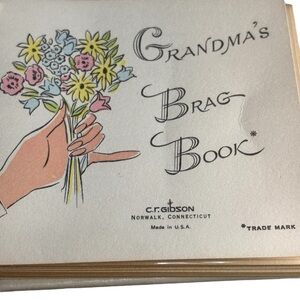 GRANDMA'S
BRAG
BOOK*
C.R. GIBSON
NORWALK, CONNECTICUT
Made in U.S.A.
*TRADE MARK